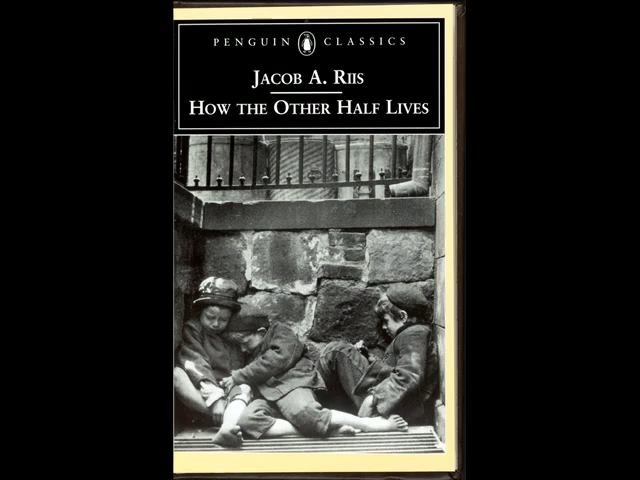 PENGUIN CLASSICS
JACOB A. RIIS
HOW THE OTHER HALF LIVES